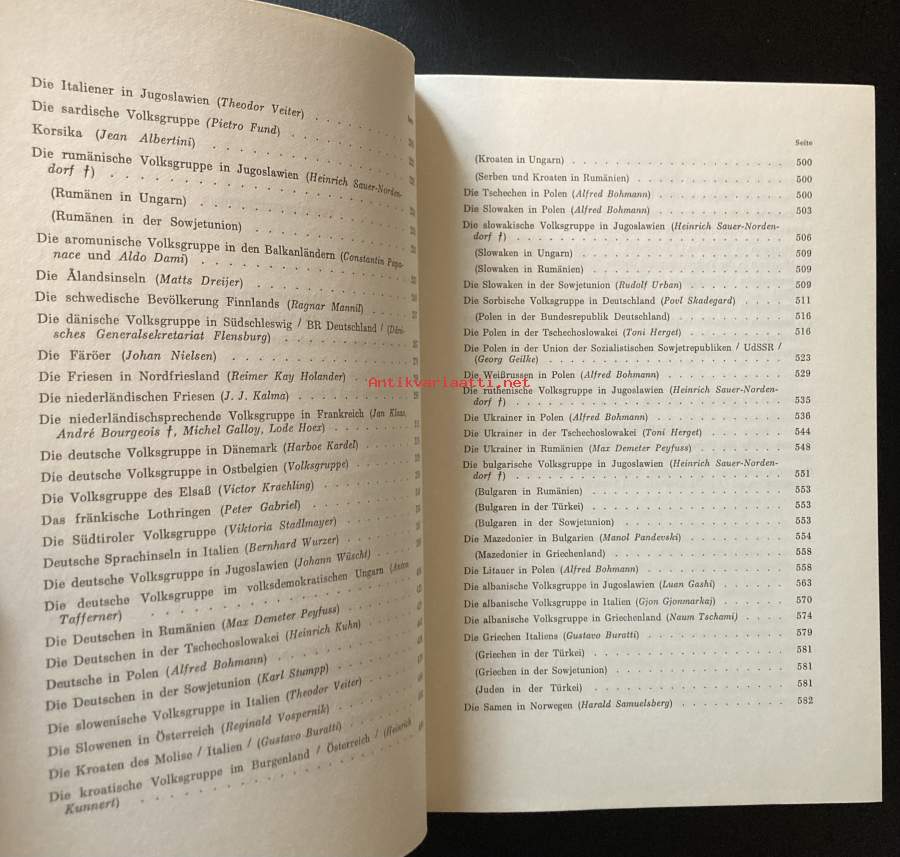 Die Italiener in Jugoslawien (Theodor Veiter)
Die sardische Volksgruppe (Pietro Fund)
Korsika (Jean Albertini)
Die rumänische Volksgruppe in Jugoslawien (Heinrich Sauer-Norden-
dorf †)
(Rumänen in Ungarn)
(Rumänen in der Sowjetunion)
Die aromunische Volksgruppe in den Balkanländern (Constantin Papa-
nace und Aldo Dami)
Die Ålandsinseln (Matts Dreijer)
Die schwedische Bevölkerung Finnlands (Ragnar Mannil)
Die dänische Volksgruppe in Südschleswig / BR Deutschland / (Däni-
sches Generalsekretariat Flensburg)
Die Färöer (Johan Nielsen)
Die Friesen in Nordfriesland (Reimer Kay Holander)
Die niederländischen Friesen (J. J. Kalma)
Die niederländischsprechende Volksgruppe in Frankreich (Jan Klaas,
André Bourgeois †, Michel Galloy, Lode Hoex)
Die deutsche Volksgruppe in Dänemark (Harboe Kardel)
Die deutsche Volksgruppe in Ostbelgien (Volksgruppe)
Die Volksgruppe des Elsaß (Victor Kraehling)
Das fränkische Lothringen (Peter Gabriel)
Die Südtiroler Volksgruppe (Viktoria Stadlmayer)
Deutsche Sprachinseln in Italien (Bernhard Wurzer)
Die deutsche Volksgruppe in Jugoslawien (Johann Wüscht)
Die deutsche Volksgruppe im volksdemokratischen Ungarn (Anton
Tafferner)
Die Deutschen in Rumänien (Max Demeter Peyfuss)
Die Deutschen in der Tschechoslowakei (Heinrich Kuhn)
Deutsche in Polen (Alfred Bohmann)
Die Deutschen in der Sowjetunion (Karl Stumpp)
Die slowenische Volksgruppe in Italien (Theodor Veiter)
Die Slowenen in Österreich (Reginald Vospernik)
Die Kroaten des Molise / Italien / (Gustavo Buratti)
Die kroatische Volksgruppe im Burgenland / Österreich / (Heinrich
Kunnert)
Seite
(Kroaten in Ungarn) 500
(Serben und Kroaten in Rumänien) 500
Die Tschechen in Polen (Alfred Bohmann) 500
Die Slowaken in Polen (Alfred Bohmann) 503
Die slowakische Volksgruppe in Jugoslawien (Heinrich Sauer-Norden-
dorf †) 506
(Slowaken in Ungarn) 509
(Slowaken in Rumänien) 509
Die Slowaken in der Sowjetunion (Rudolf Urban) 509
Die Sorbische Volksgruppe in Deutschland (Povl Skadegard) 511
(Polen in der Bundesrepublik Deutschland) 516
Die Polen in der Tschechoslowakei (Toni Herget) 516
Die Polen in der Union der Sozialistischen Sowjetrepubliken / UdSSR /
(Georg Geilke) 523
Die Weißrussen in Polen (Alfred Bohmann) 529
Antikvariaatti.net
Die ruthenische Volksgruppe in Jugoslawien (Heinrich Sauer-Norden-
dorf †) 535
Die Ukrainer in Polen (Alfred Bohmann) 536
Die Ukrainer in der Tschechoslowakei (Toni Herget) 544
Die Ukrainer in Rumänien (Max Demeter Peyfuss) 548
Die bulgarische Volksgruppe in Jugoslawien (Heinrich Sauer-Norden-
dorf †) 551
(Bulgaren in Rumänien) 553
(Bulgaren in der Türkei) 553
(Bulgaren in der Sowjetunion) 553
Die Mazedonier in Bulgarien (Manol Pandevski) 554
(Mazedonier in Griechenland) 558
Die Litauer in Polen (Alfred Bohmann) 558
Die albanische Volksgruppe in Jugoslawien (Luan Gashi) 563
Die albanische Volksgruppe in Italien (Gjon Gjonmarkaj) 570
Die albanische Volksgruppe in Griechenland (Naum Tschami) 574
Die Griechen Italiens (Gustavo Buratti) 579
(Griechen in der Türkei) 581
(Griechen in der Sowjetunion) 581
(Juden in der Türkei) 581
Die Samen in Norwegen (Harald Samuelsberg) 582